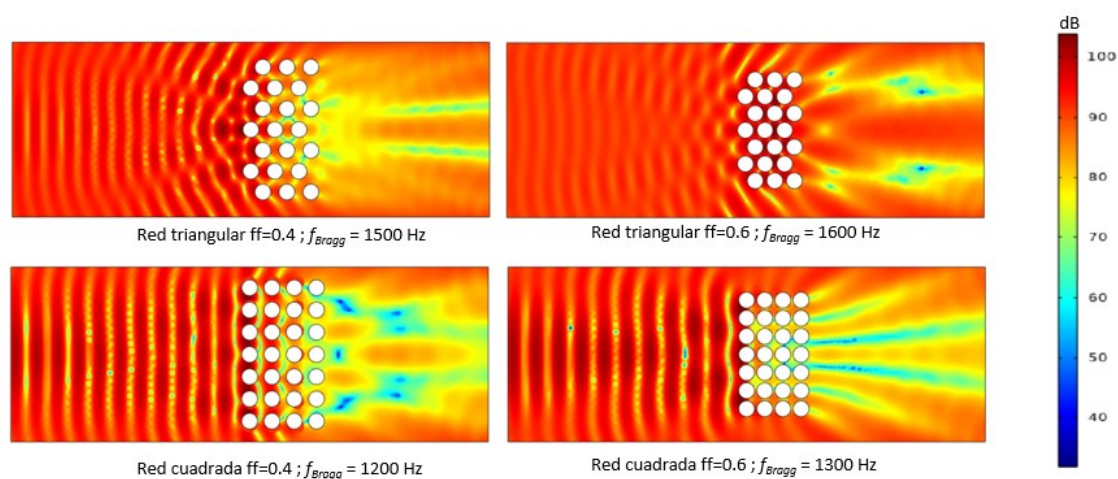 dB
100
90
80
70
60
50
40
Red triangular ff=0.4 ; fBragg = 1500 Hz
Red triangular ff=0.6 ; fBragg = 1600 Hz
Red cuadrada ff=0.4 ; fBragg = 1200 Hz
Red cuadrada ff=0.6 ; fBragg = 1300 Hz